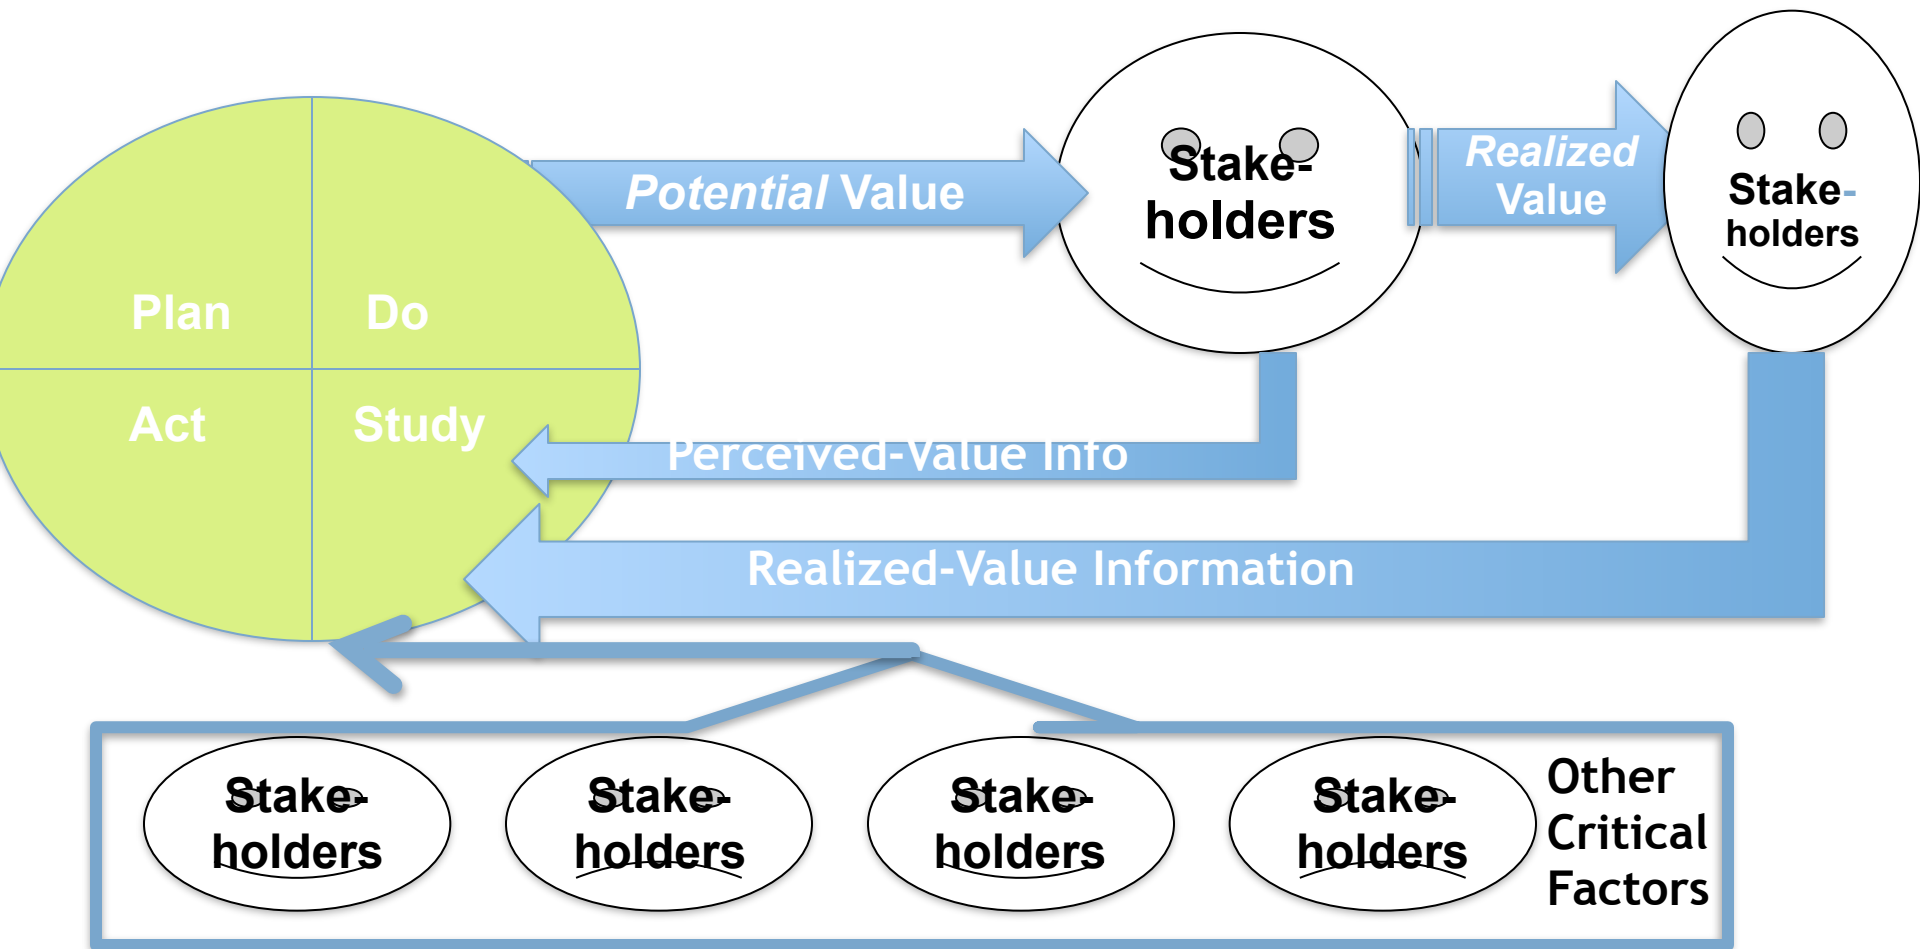 Plan
Do
Act
Study
Potential Value
Stake-
holders
Realized
Value
Stake-
holders
Perceived-Value Info
Realized-Value Information
Stake-
holders
Stake-
holders
Stake-
holders
Stake-
holders
Other
Critical
Factors